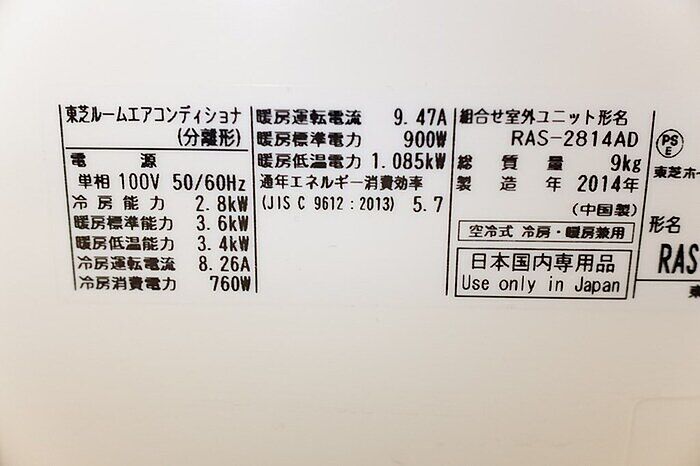 東芝ルームエアコンディショナ
(分離形)
電源
単相 100V 50/60Hz
冷房能力 2.8kW
暖房標準能力 3.6kW
暖房低温能力 3.4kW
冷房運転電流 8.26A
冷房消費電力 760W
暖房運転電流 9.47A
暖房標準電力 900W
暖房低温電力 1.085kW
通年エネルギー消費効率
(JIS C 9612 : 2013) 5.7
組合せ室外ユニット形名
RAS-2814AD
総質量 9kg
製造年 2014年
(中国製)
空冷式 冷房・暖房兼用
日本国内専用品
Use only in Japan
PS
E
東芝ホー
形名
RAS
東